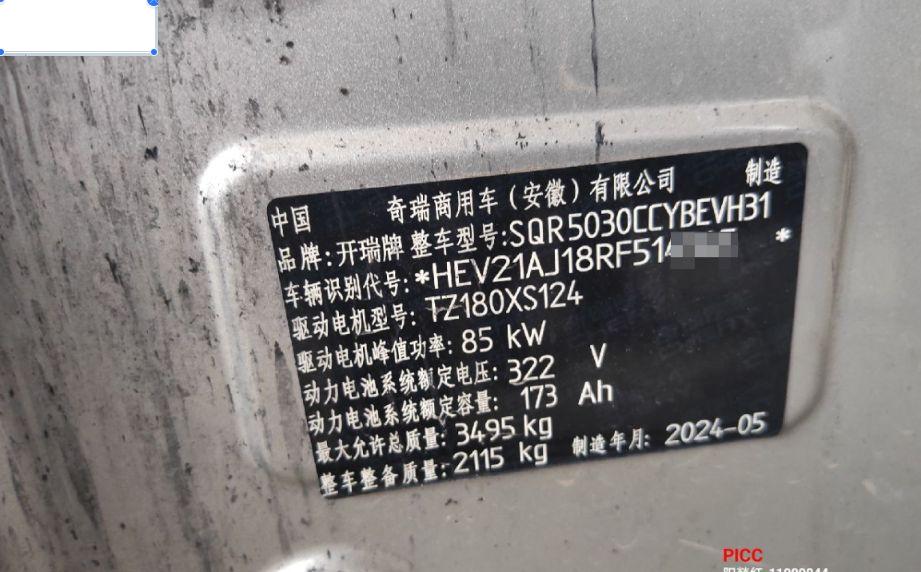 中国 奇瑞商用车（安徽）有限公司 制造
品牌:开瑞牌 整车型号:SQR5030CCYBEVH31
车辆识别代号:*HEV21AJ18RF514 *
驱动电机型号:TZ180XS124
驱动电机峰值功率:85 kW
动力电池系统额定电压:322 V
动力电池系统额定容量:173 Ah
最大允许总质量:3495 kg
整车整备质量:2115 kg 制造年月:2024-05
PICC